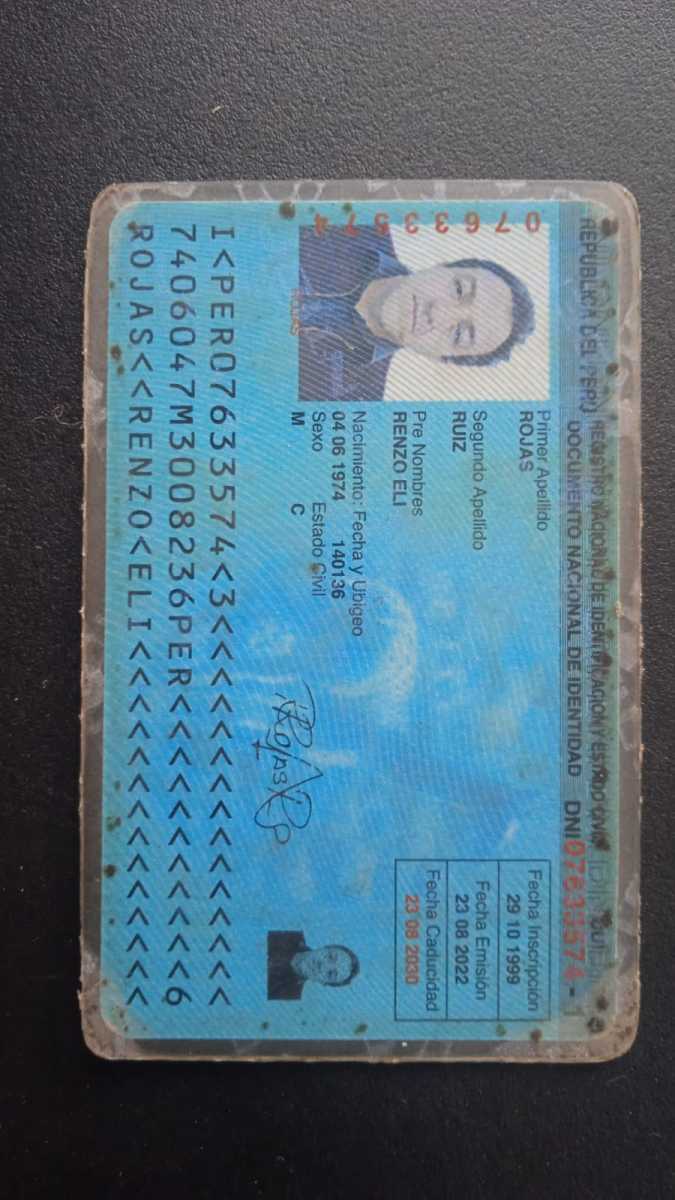 REPUBLICA DEL PERU REGISTRO NACIONAL DE IDENTIFICACION Y ESTADO CIVIL
DOCUMENTO NACIONAL DE IDENTIDAD DNI 07633574 - 1
07633574
Primer Apellido
ROJAS
Segundo Apellido
RUIZ
Pre Nombres
RENZO ELI
Nacimiento: Fecha y Ubigeo
04 06 1974 140136
Sexo Estado Civil
M C
Fecha Inscripción
29 10 1999
Fecha Emisión
23 08 2022
Fecha Caducidad
23 08 2030
I<PER07633574<3<<<<<<<<<<<<<<<
7406047M3008236PER<<<<<<<<<<<6
ROJAS<<RENZO<ELI<<<<<<<<<<<<<<